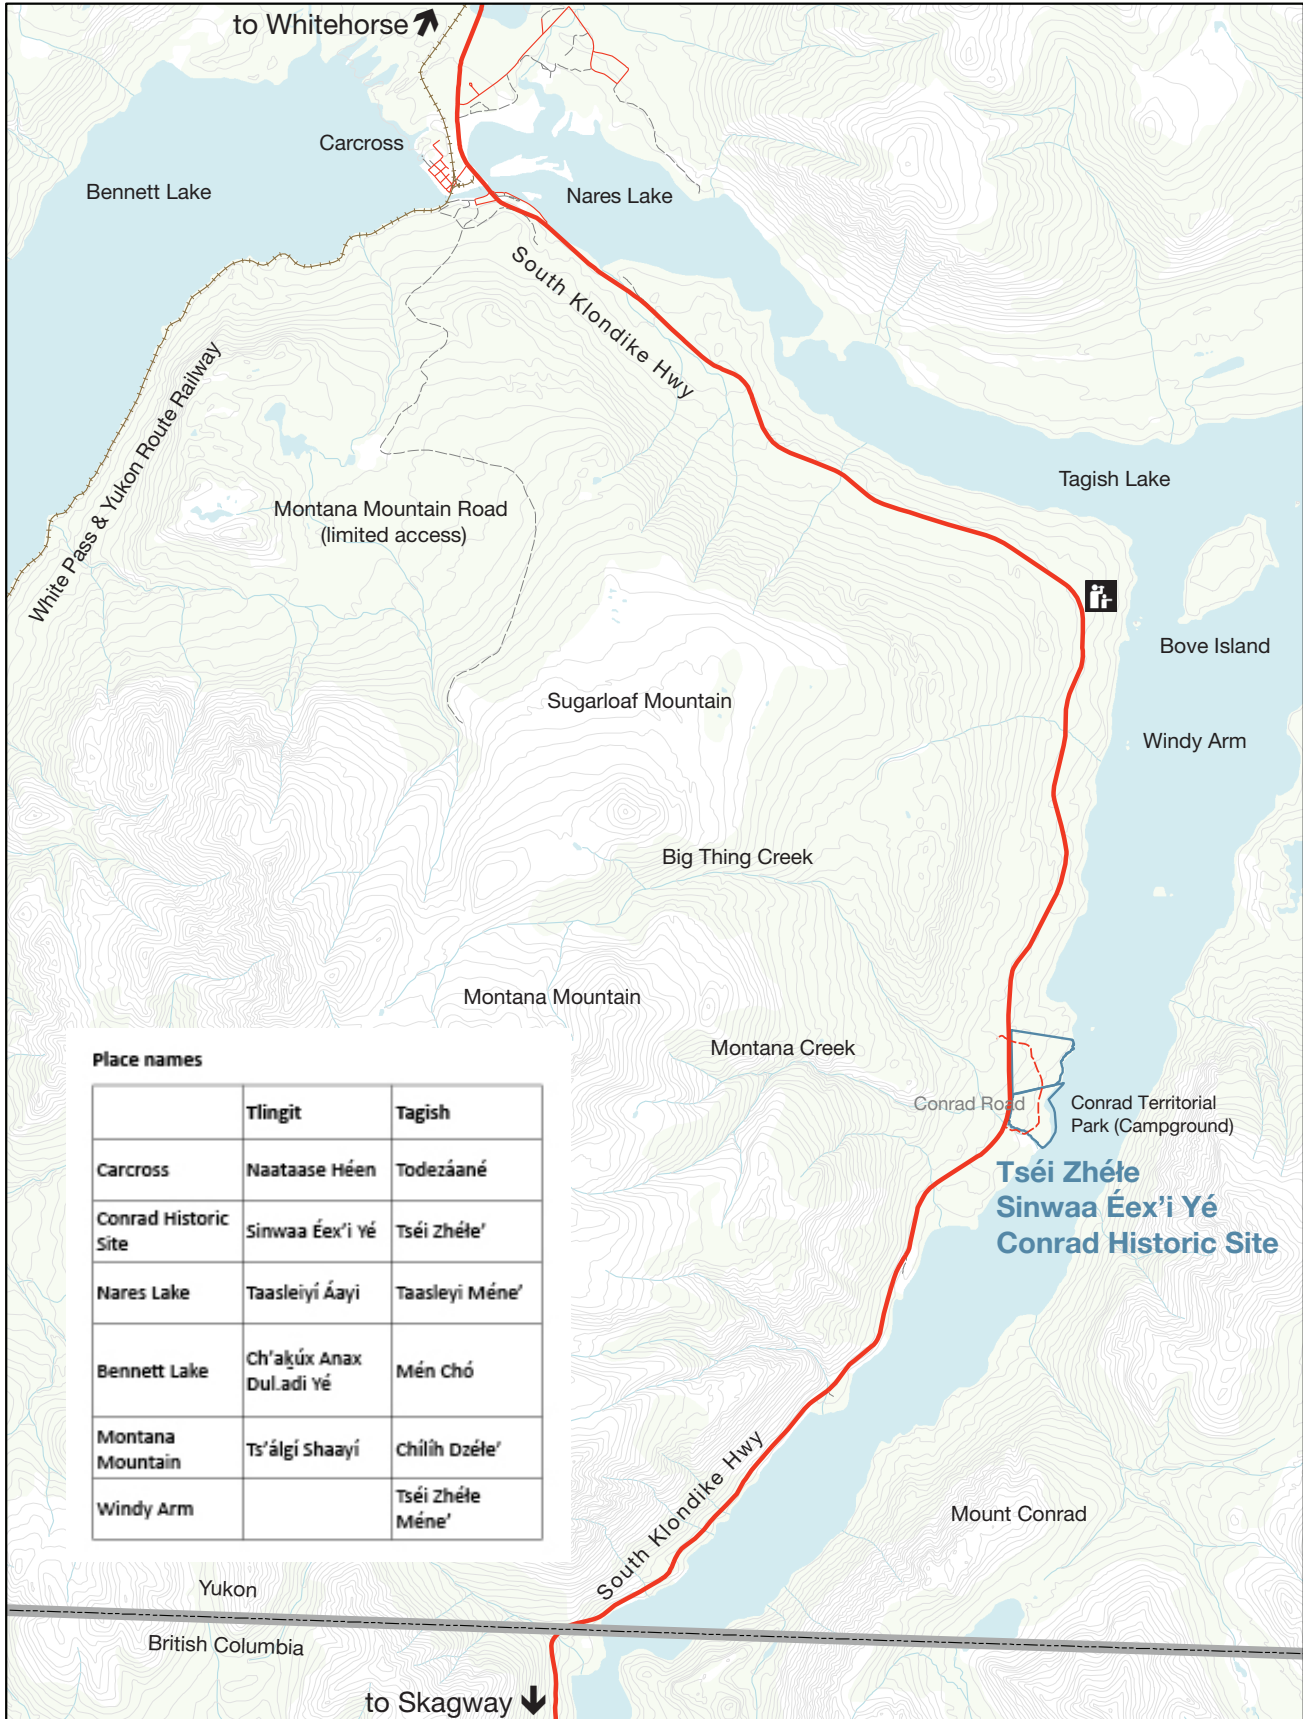 to Whitehorse
Carcross
Bennett Lake
Nares Lake
South Klondike Hwy
White Pass & Yukon Route Railway
Tagish Lake
Montana Mountain Road
(limited access)
Bove Island
Sugarloaf Mountain
Windy Arm
Big Thing Creek
Montana Mountain
Montana Creek
Conrad Road
Conrad Territorial
Park (Campground)
Tséi Zhéłe
Sinwaa Éex’i Yé
Conrad Historic Site
Place names
Tlingit Tagish
Carcross Naataase Héen Todezáané
Conrad Historic
Site Sinwaa Éex’i Yé Tséi Zhéłe’
Nares Lake Taasleiyí Áayi Taasleyi Méne’
Bennett Lake Ch’aḵúx Anax
Dul.adi Yé Mén Chó
Montana
Mountain Ts’álgí Shaayí Chílíh Dzéłe’
Windy Arm Tséi Zhéłe
Méne’
South Klondike Hwy
Mount Conrad
Yukon
British Columbia
to Skagway